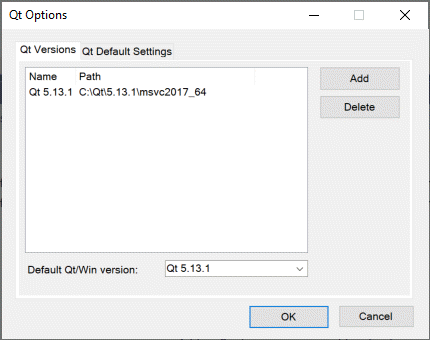 Qt Options
Qt Versions Qt Default Settings
Name Path
Qt 5.13.1 C:\Qt\5.13.1\msvc2017_64
Add
Delete
Default Qt/Win version: Qt 5.13.1
OK Cancel